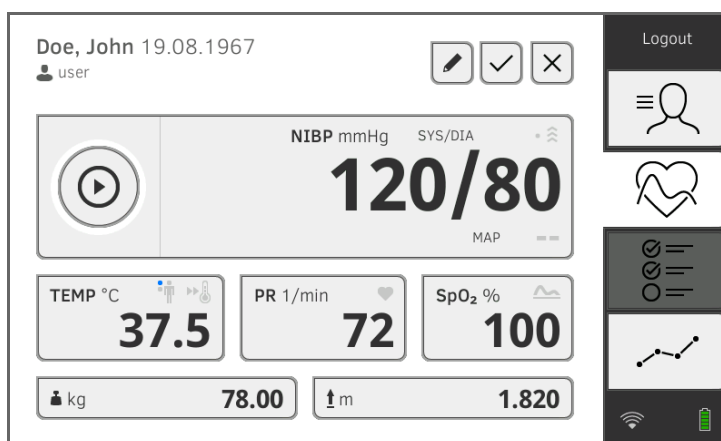 Doe, John 19.08.1967
user
Logout
NIBP mmHg SYS/DIA
120/80
MAP --
TEMP °C
37.5
PR 1/min
72
SpO₂ %
100
kg 78.00
m 1.820